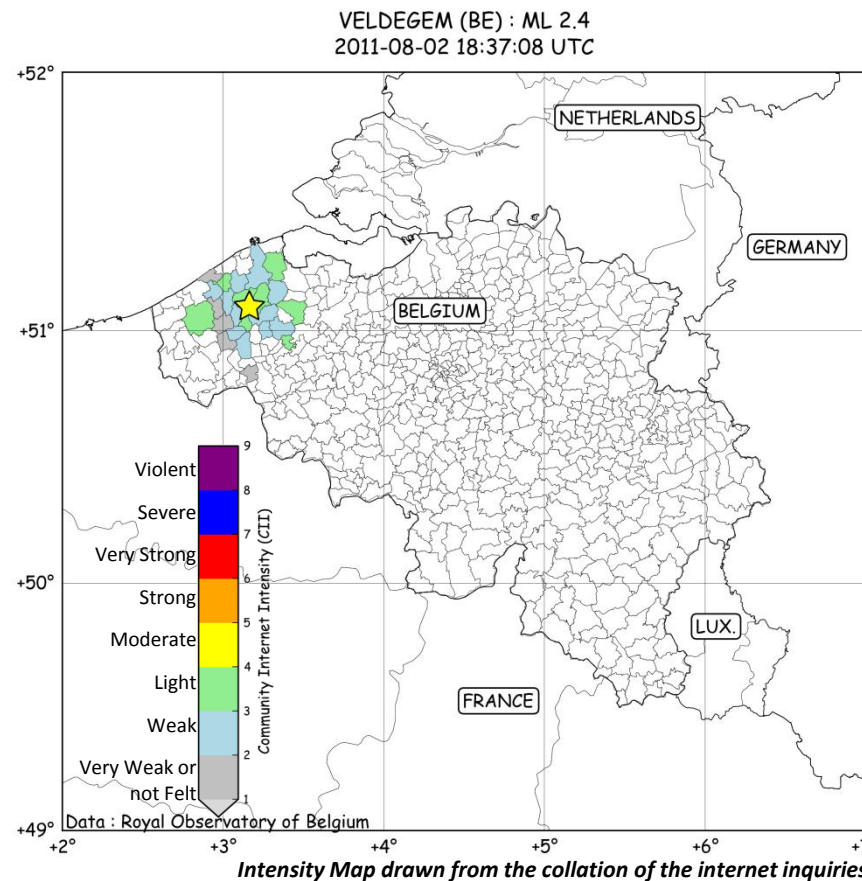 VELDEGEM (BE) : ML 2.4
2011-08-02 18:37:08 UTC
+52°
NETHERLANDS
GERMANY
BELGIUM
+51°
9
Violent
8
Severe
7
Very Strong
6
Strong
5
Moderate
4
Light
3
Weak
2
Very Weak or
not Felt
1
Community Internet Intensity (CII)
+50°
LUX.
FRANCE
Data : Royal Observatory of Belgium
+49°
+2°
+3°
+4°
+5°
+6°
Intensity Map drawn from the collation of the internet inquiries